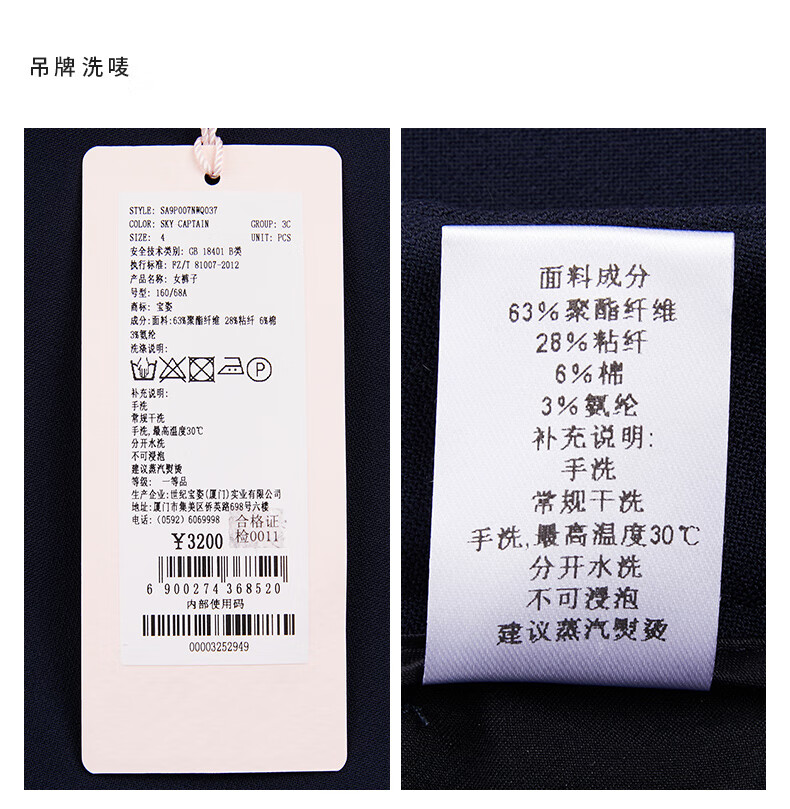 吊牌洗唛
STYLE: SA9P007NWQ037
COLOR: SKY CAPTAIN GROUP: 3C
SIZE: 4 UNIT: PCS
安全技术类别: GB 18401 B类
执行标准: FZ/T 81007-2012
产品名称: 女裤子
号型: 160/68A
商标: 宝姿
成分:面料:63%聚酯纤维 28%粘纤 6%棉
3%氨纶
洗涤说明:
P
补充说明:
手洗
常规干洗
手洗,最高温度30℃
分开水洗
不可浸泡
建议蒸汽熨烫
等级: 一等品
生产企业:世纪宝姿(厦门)实业有限公司
地址:厦门市集美区侨英路698号六楼
电话: (0592) 6069998
合格证
检0011
¥3200
6 900274 368520
内部使用码
00003252949
面料成分
63%聚酯纤维
28%粘纤
6%棉
3%氨纶
补充说明:
手洗
常规干洗
手洗,最高温度30℃
分开水洗
不可浸泡
建议蒸汽熨烫